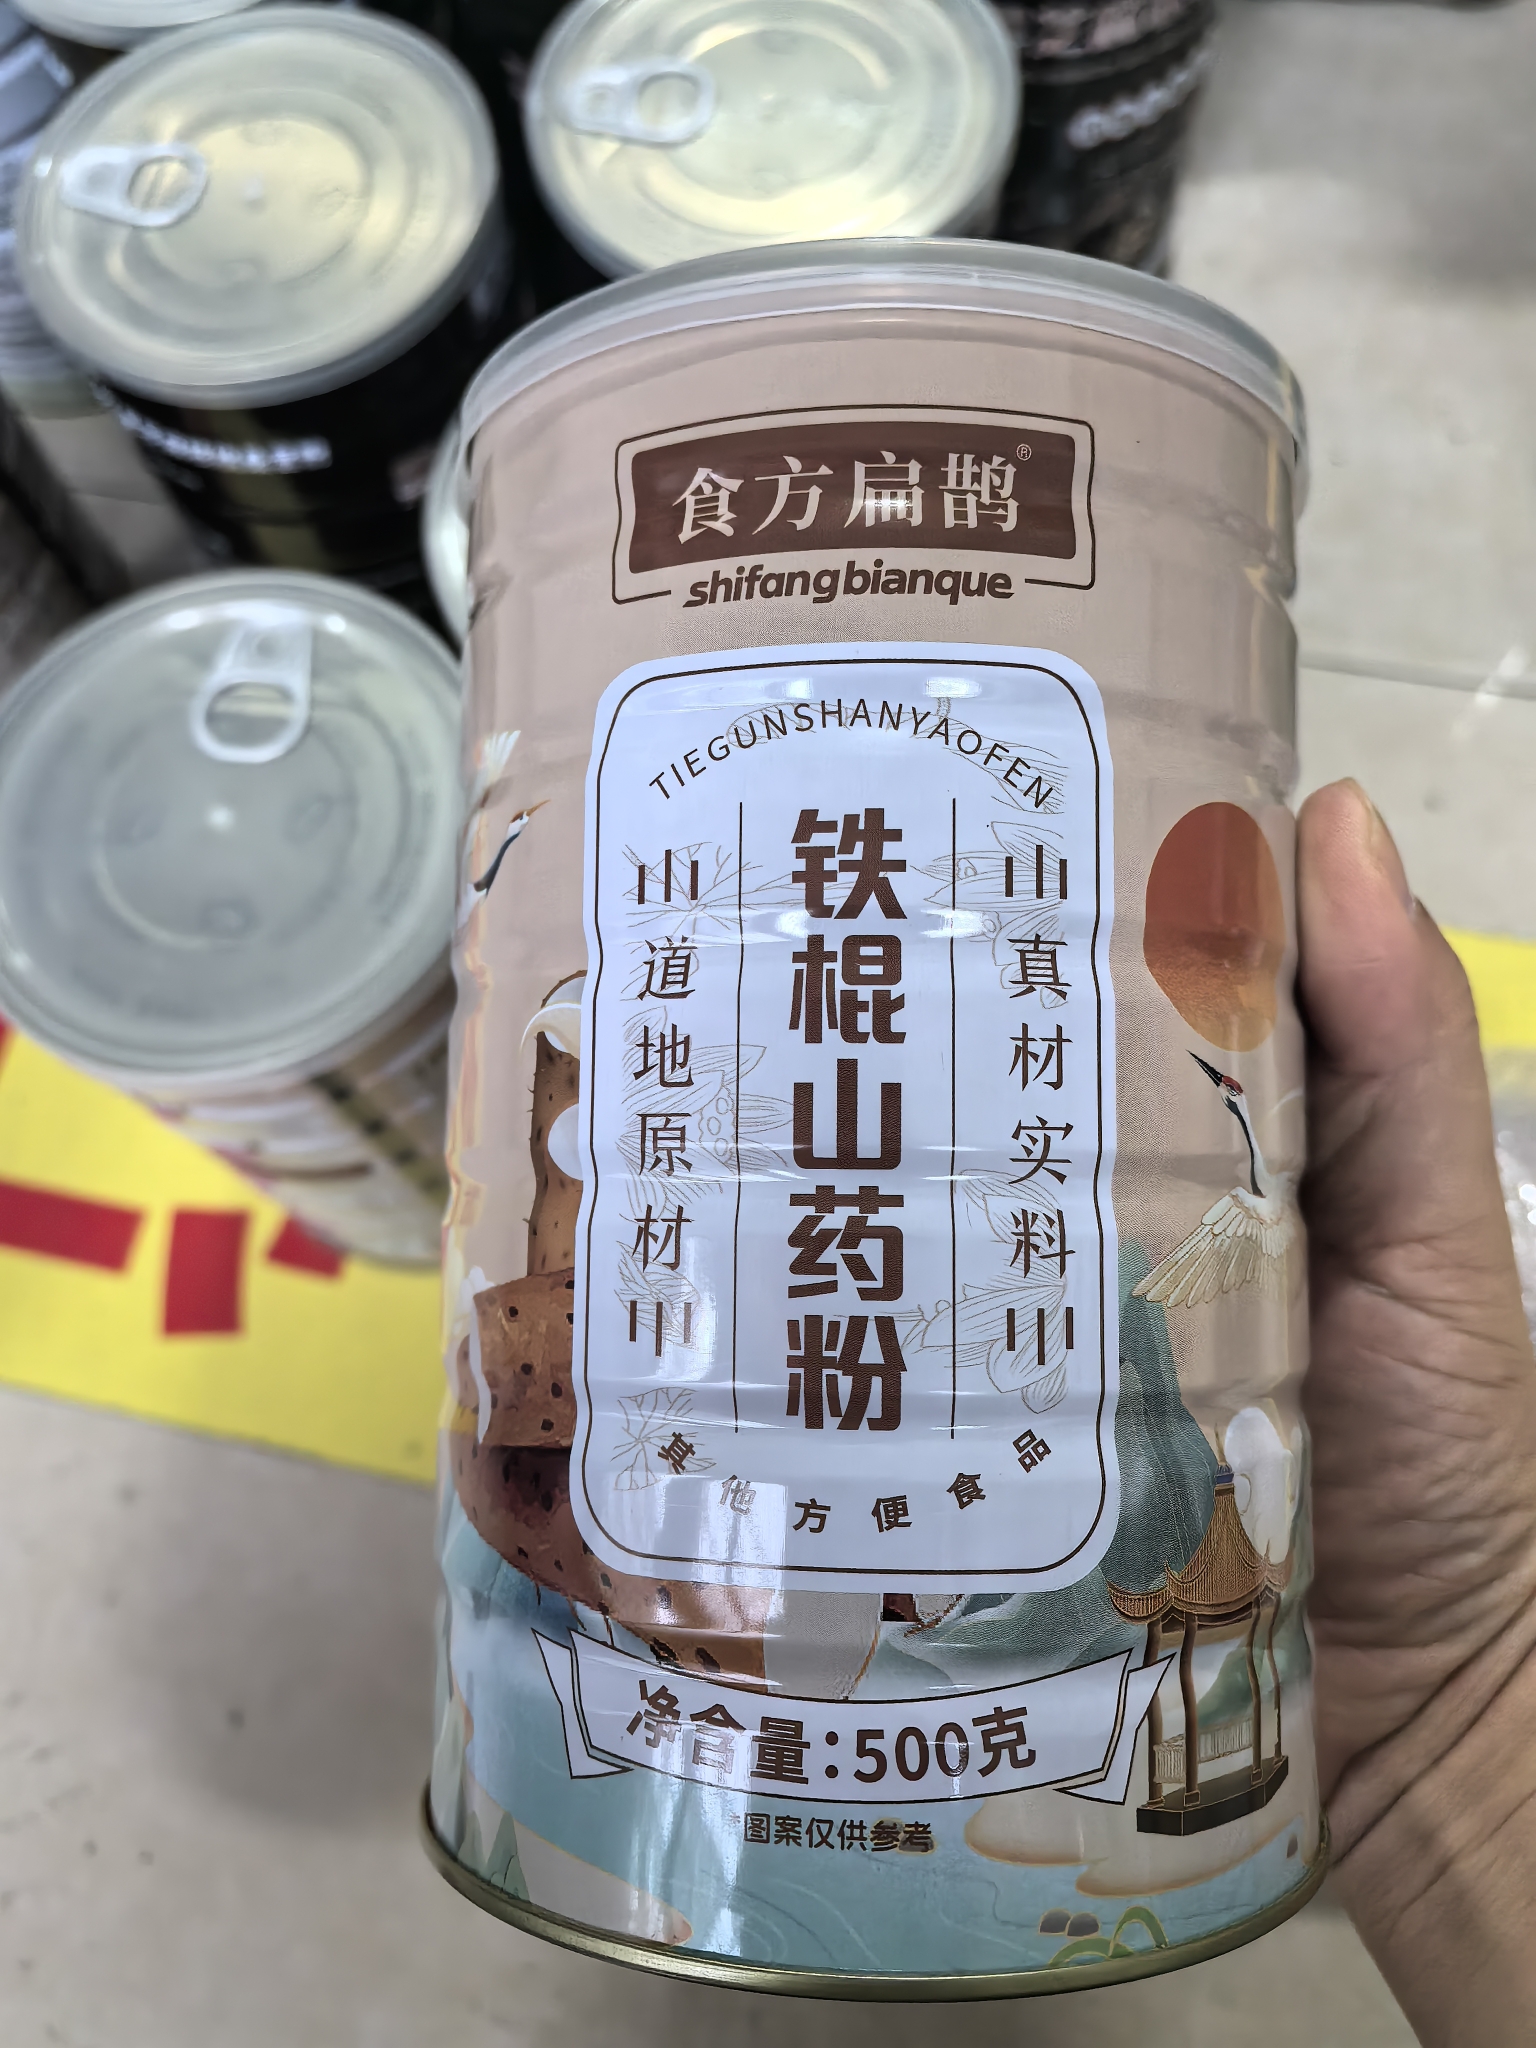 食方扁鹊®
shifangbianque
TIEGUNSHANYAOFEN
真材实料
铁棍山药粉
道地原材
其他方便食品
净含量：500克
图案仅供参考